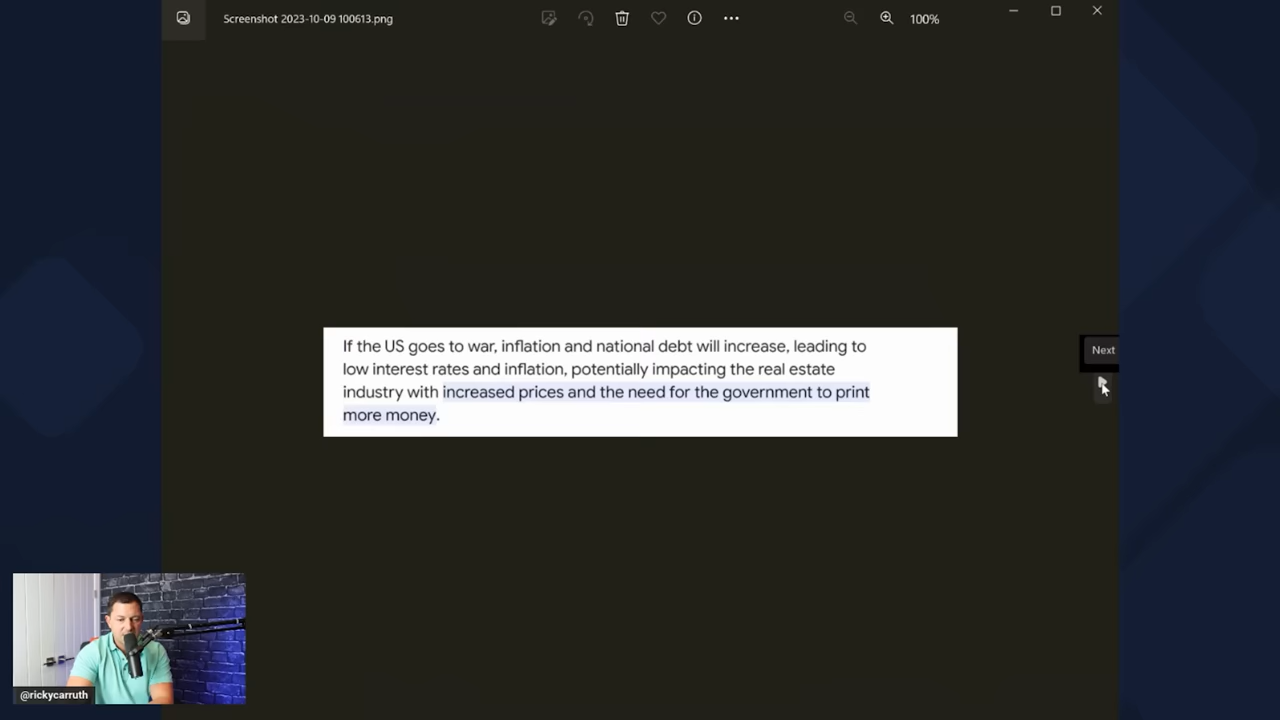 Screenshot 2023-10-09 100613.png
100%
If the US goes to war, inflation and national debt will increase, leading to
low interest rates and inflation, potentially impacting the real estate
industry with increased prices and the need for the government to print
more money.
Next
@rickycarruth